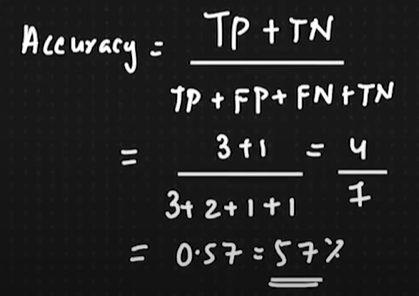 Accuracy = TP + TN
TP + FP + FN + TN
= 3 + 1 = 4
3 + 2 + 1 + 1 7
= 0.57 = 57%